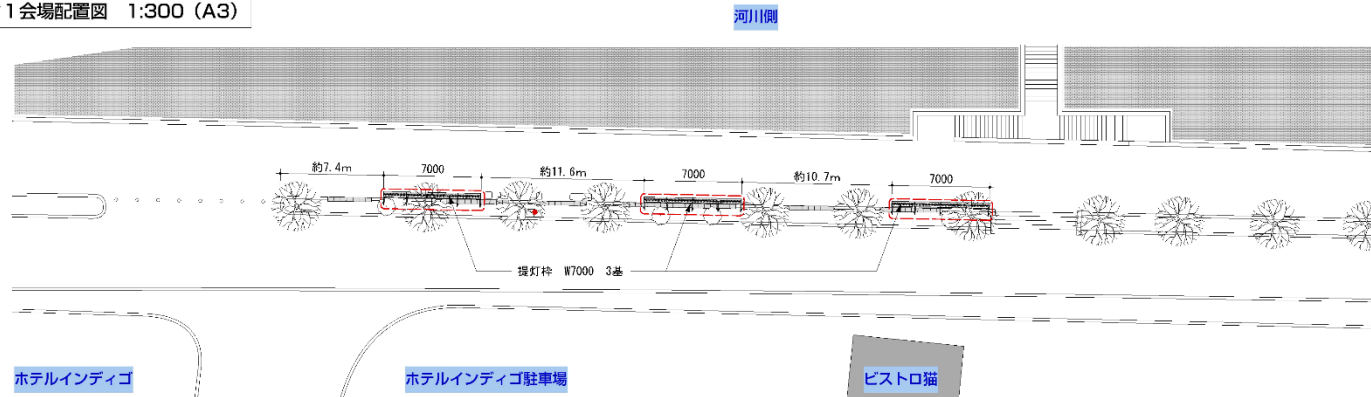 1会場配置図 1:300（A3）
河川側
約7.4m
7000
約11.6m
7000
約10.7m
7000
提灯枠 W7000 3基
ホテルインディゴ
ホテルインディゴ駐車場
ビストロ猫